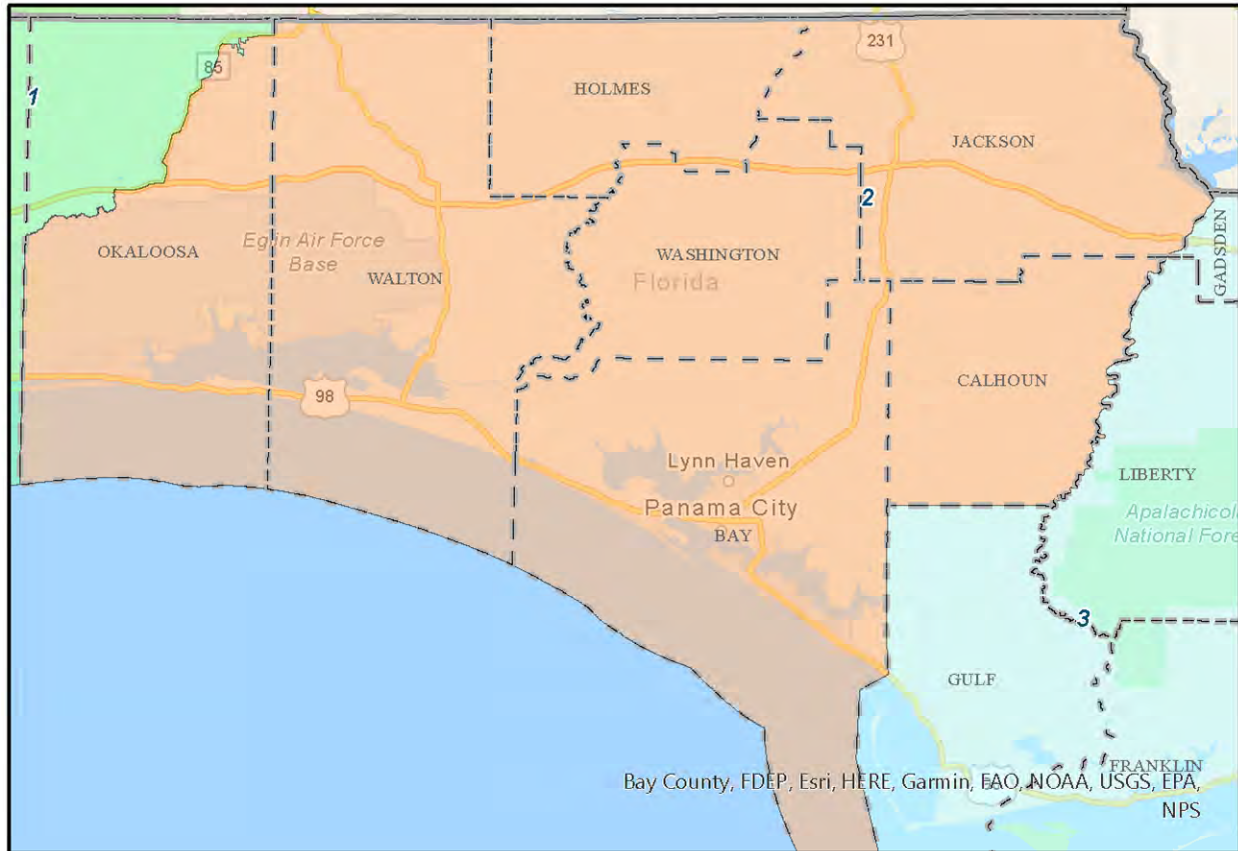 231
85
1
HOLMES
JACKSON
2
GADSDEN
OKALOOSA
Eglin Air Force
Base
WALTON
WASHINGTON
Florida
98
CALHOUN
Lynn Haven
LIBERTY
Panama City
Apalachicol
National Fore
BAY
3
GULF
FRANKLIN
Bay County, FDEP, Esri, HERE, Garmin, FAO, NOAA, USGS, EPA,
NPS